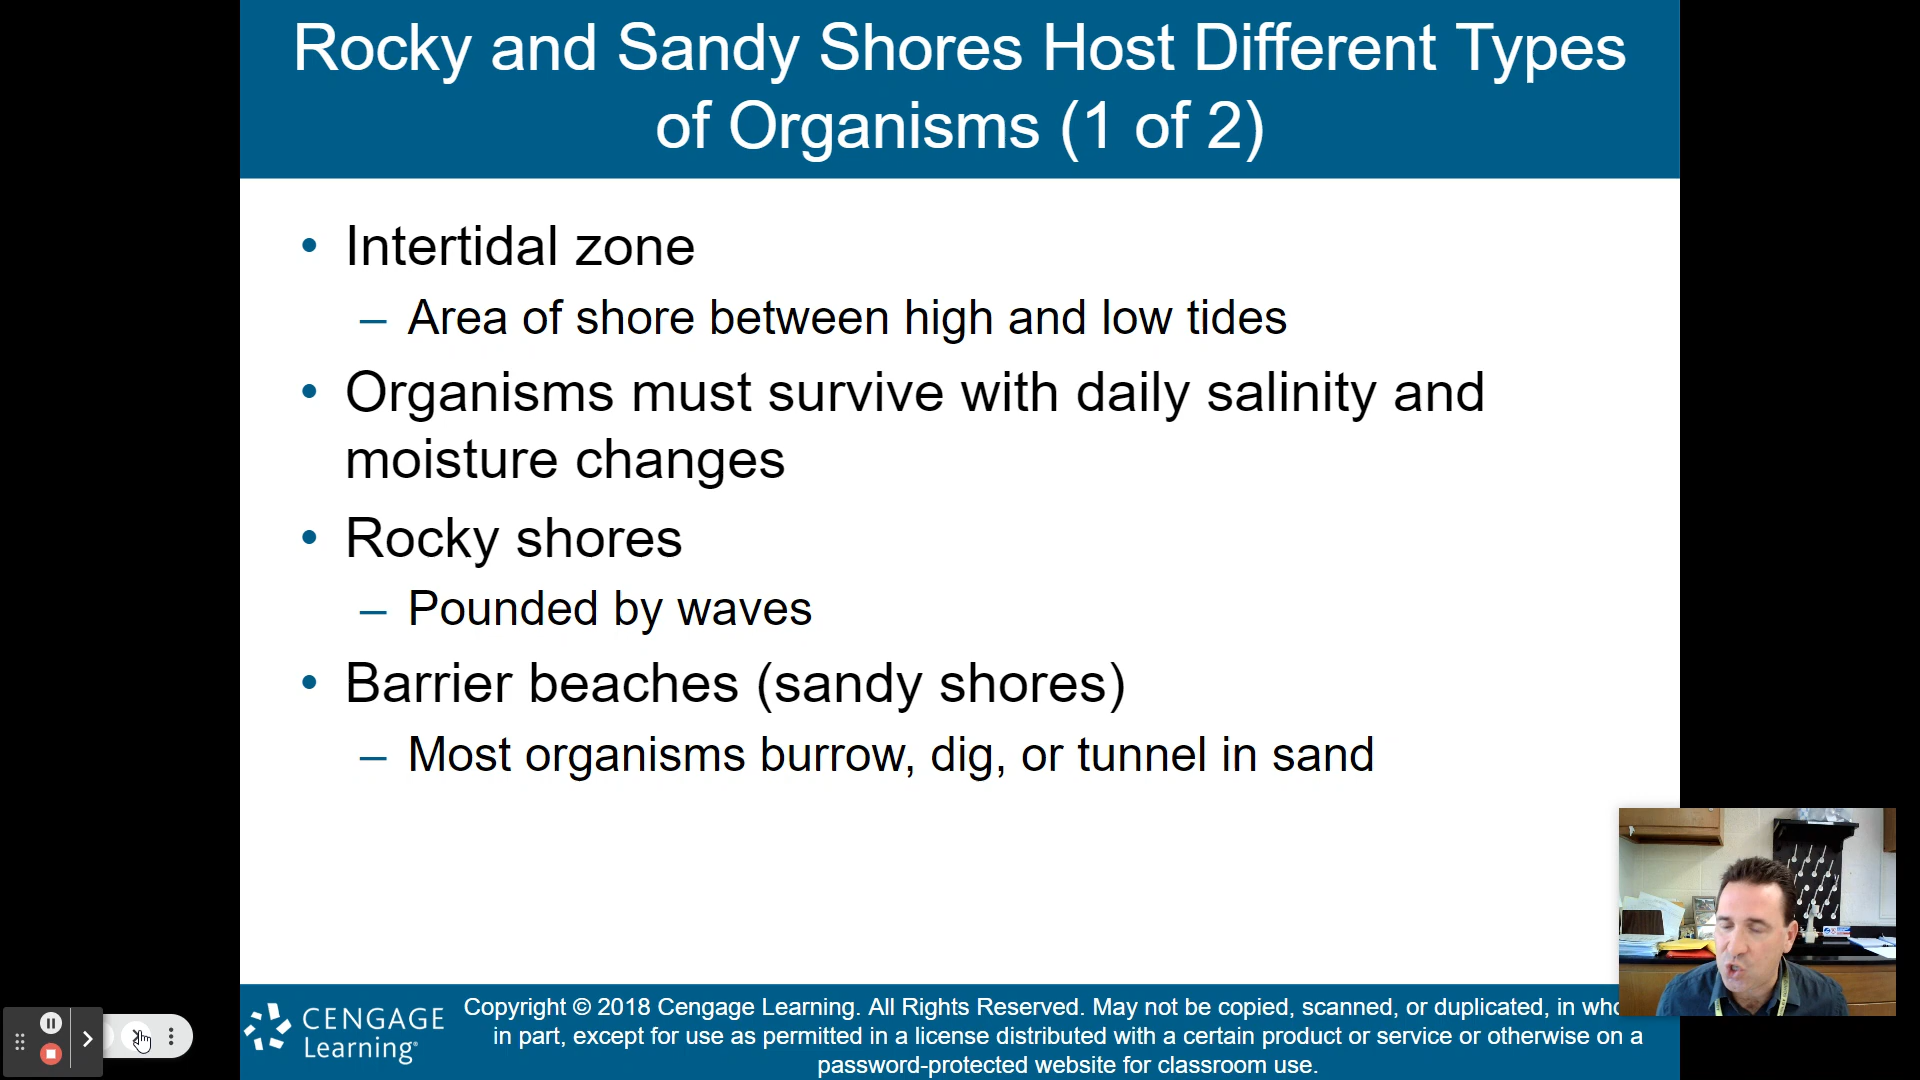 Rocky and Sandy Shores Host Different Types
of Organisms (1 of 2)
• Intertidal zone
– Area of shore between high and low tides
• Organisms must survive with daily salinity and
moisture changes
• Rocky shores
– Pounded by waves
• Barrier beaches (sandy shores)
– Most organisms burrow, dig, or tunnel in sand
CENGAGE
Learning®
Copyright © 2018 Cengage Learning. All Rights Reserved. May not be copied, scanned, or duplicated, in
in part, except for use as permitted in a license distributed with a certain product or service or otherwise on a
password-protected website for classroom use.